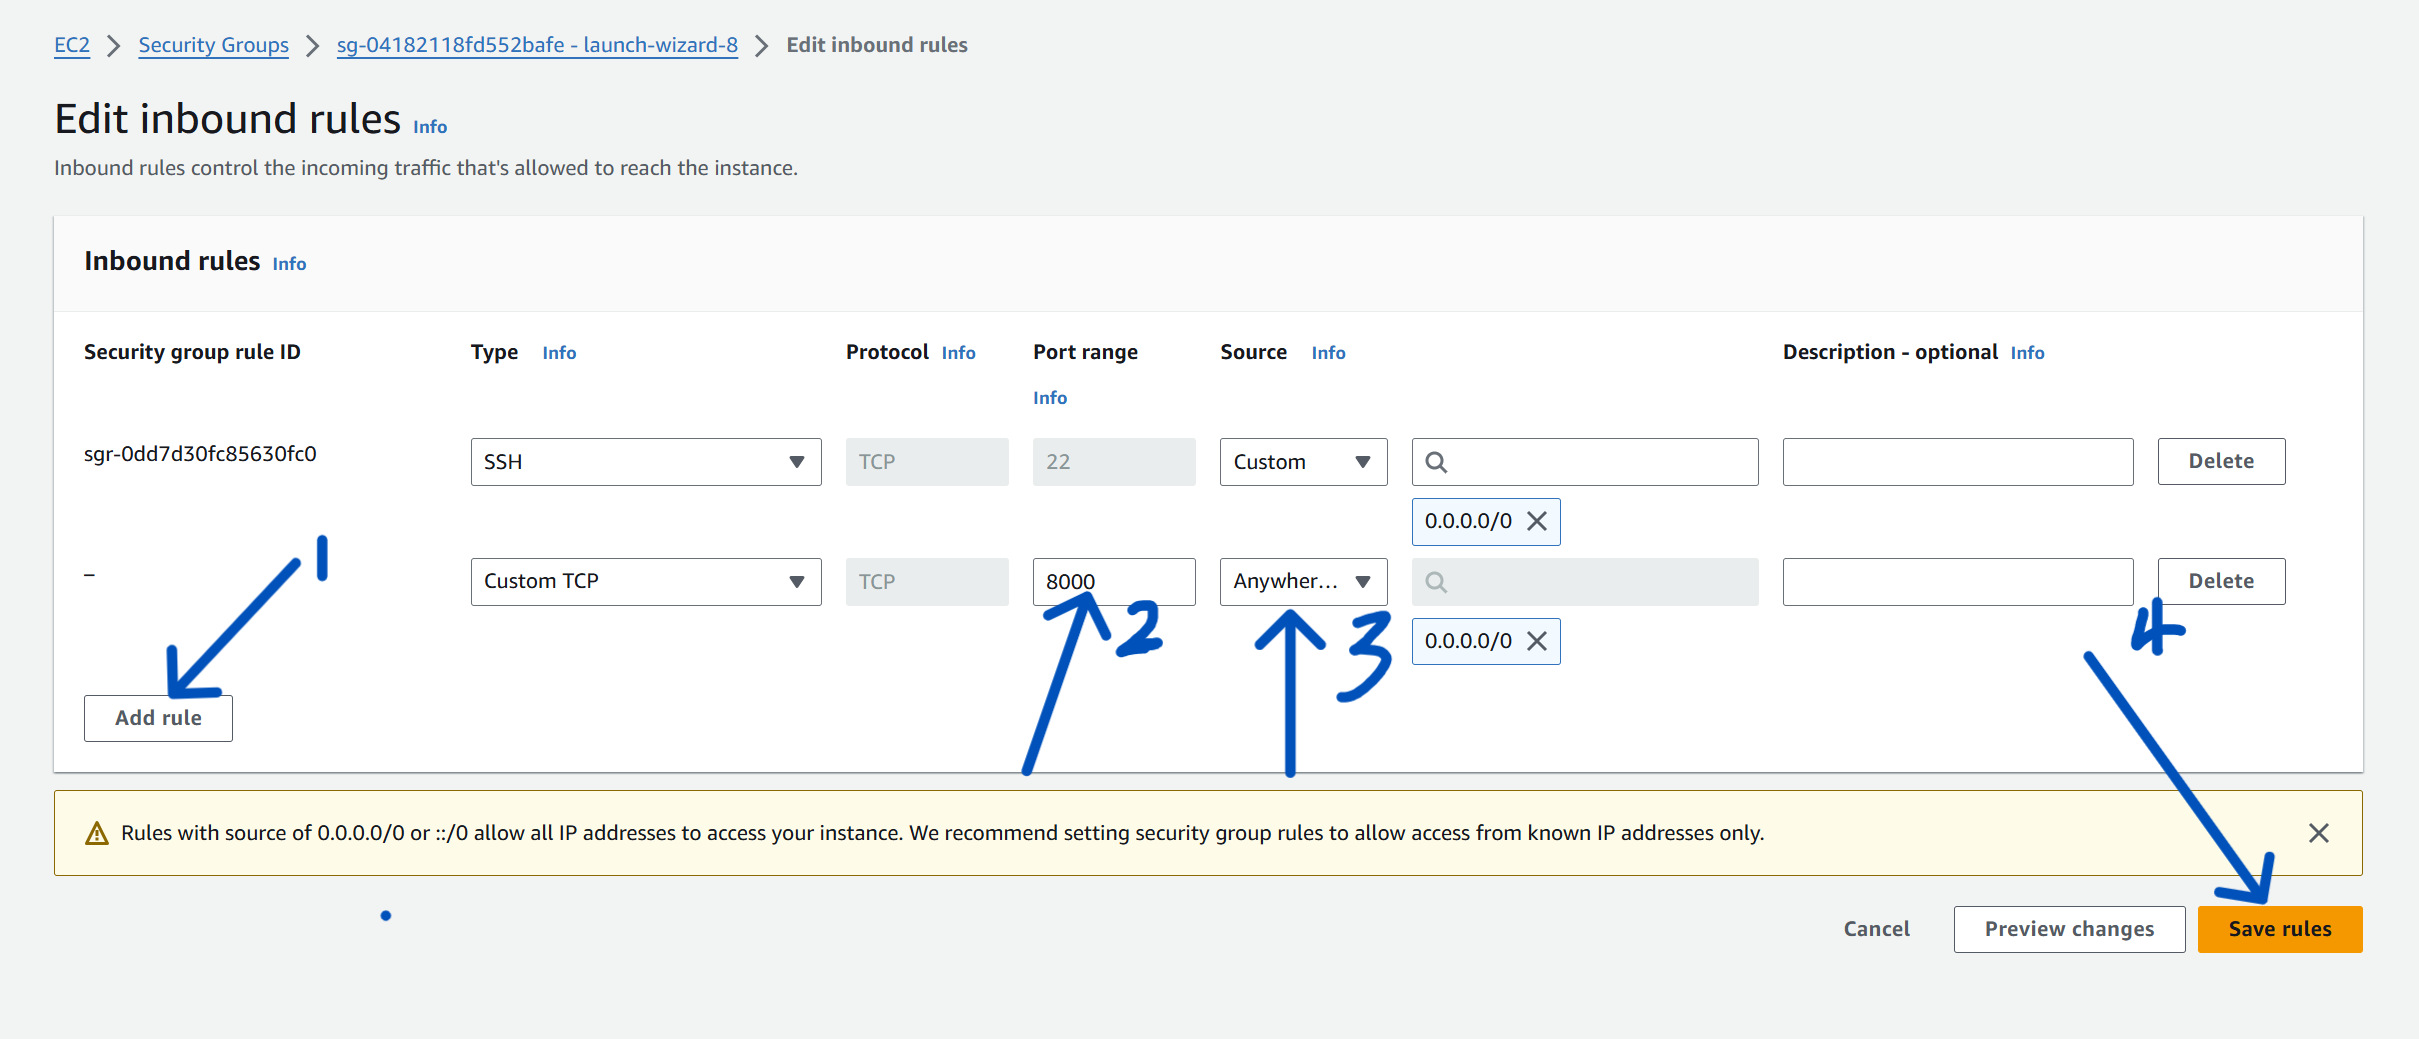 EC2 > Security Groups > sg-04182118fd552bafe - launch-wizard-8 > Edit inbound rules
Edit inbound rules Info
Inbound rules control the incoming traffic that's allowed to reach the instance.
Inbound rules Info
Security group rule ID Type Info Protocol Info Port range Info Source Info Description - optional Info
sgr-0dd7d30fc85630fc0 SSH TCP 22 Custom Delete
0.0.0.0/0
1
– Custom TCP TCP 8000 Anywher... Delete
0.0.0.0/0
2 3 4
Add rule
Rules with source of 0.0.0.0/0 or ::/0 allow all IP addresses to access your instance. We recommend setting security group rules to allow access from known IP addresses only.
Cancel Preview changes Save rules